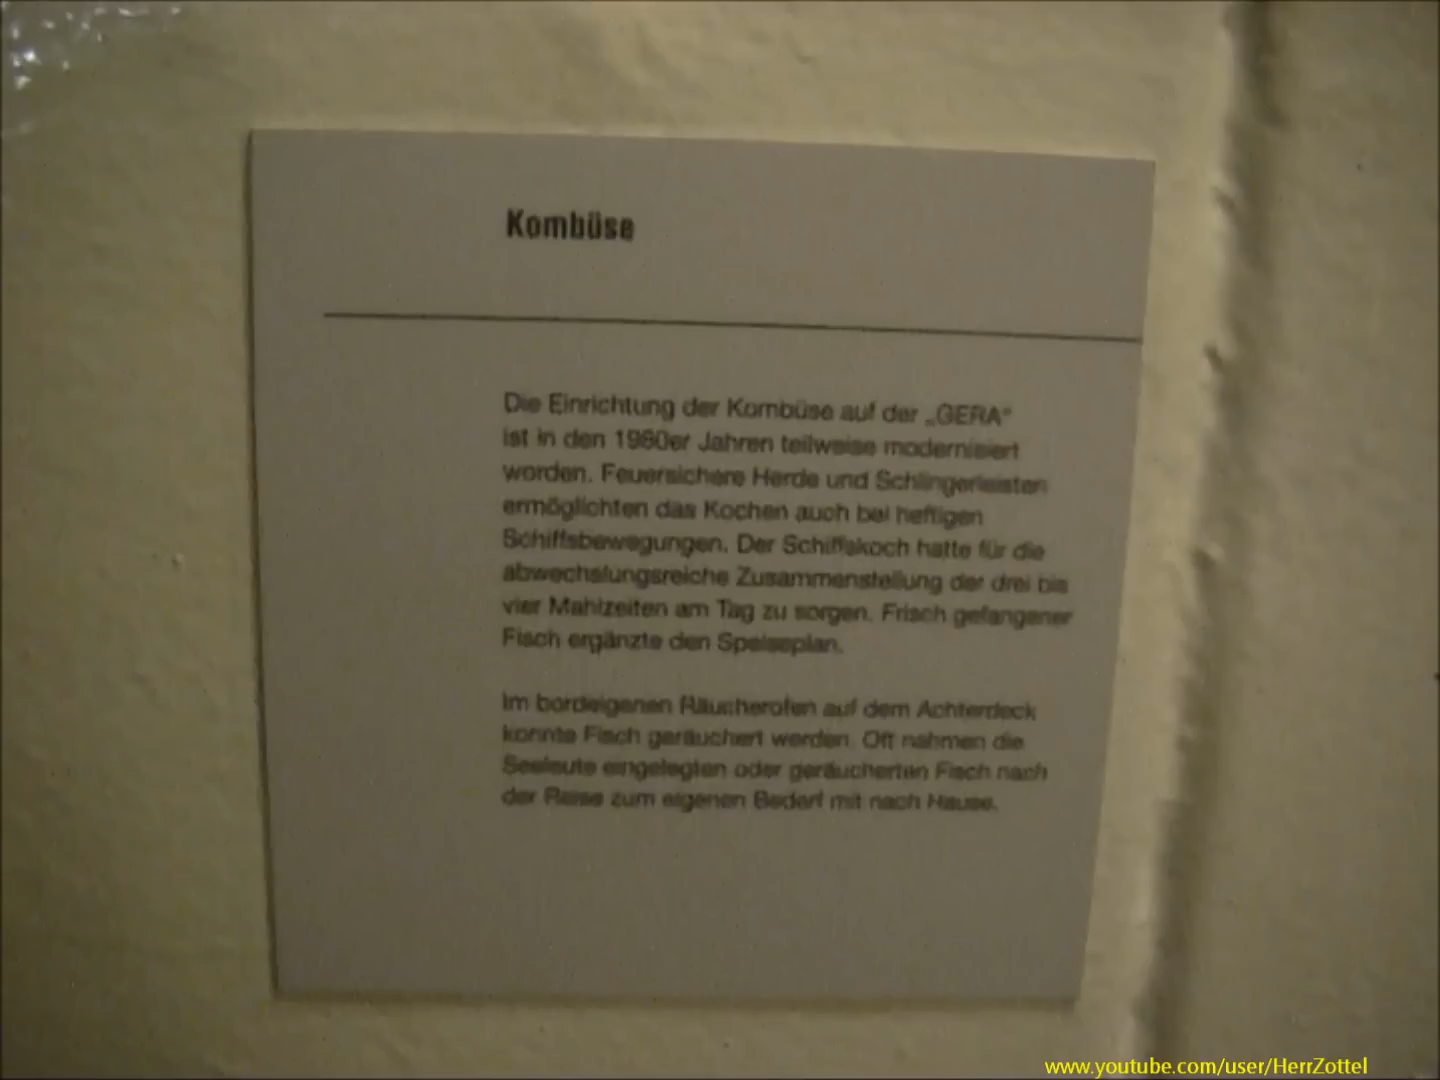 Kombüse
Die Einrichtung der Kombüse auf der „GERA“
ist in den 1980er Jahren teilweise modernisiert
worden. Feuersichere Herde und Schlingerleisten
ermöglichten das Kochen auch bei heftigen
Schiffsbewegungen. Der Schiffskoch hatte für die
abwechslungsreiche Zusammenstellung der drei bis
vier Mahlzeiten am Tag zu sorgen. Frisch gefangener
Fisch ergänzte den Speiseplan.
Im bordeigenen Räucherofen auf dem Achterdeck
konnte Fisch geräuchert werden. Oft nahmen die
Seeleute eingelegten oder geräucherten Fisch nach
der Reise zum eigenen Bedarf mit nach Hause.
www.youtube.com/user/HerrZottel